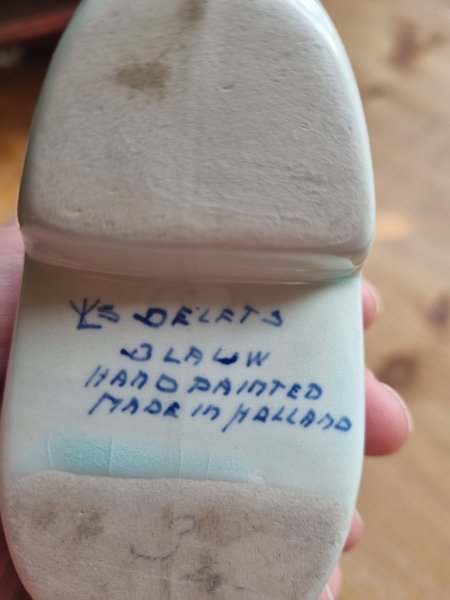 DELFTS
BLAUW
HAND PAINTED
MADE IN HOLLAND